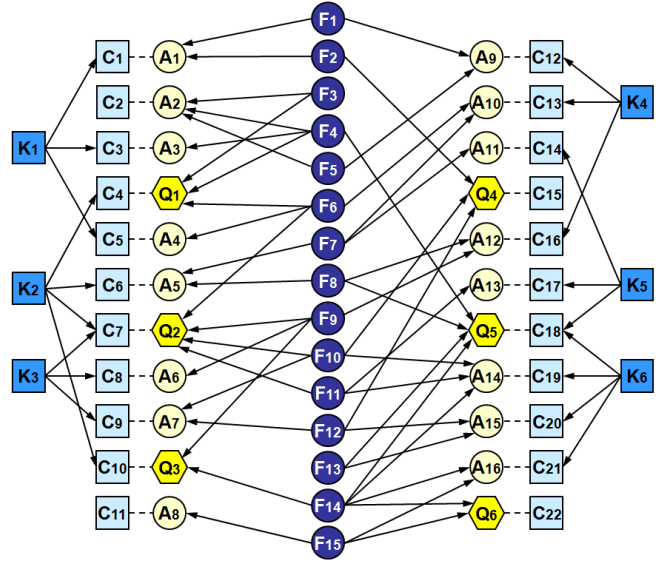 F1
C1 A1 F2 A9 C12
C2 A2 F3 A10 C13 K4
K1 C3 A3 F4 A11 C14
F5
C4 Q1 F6 Q4 C15
C5 A4 F7 A12 C16
K2 C6 A5 F8 A13 C17 K5
C7 Q2 F9 Q5 C18
K3 C8 A6 F10 A14 C19 K6
F11
C9 A7 F12 A15 C20
C10 Q3 F13 A16 C21
C11 A8 F14 Q6 C22
F15